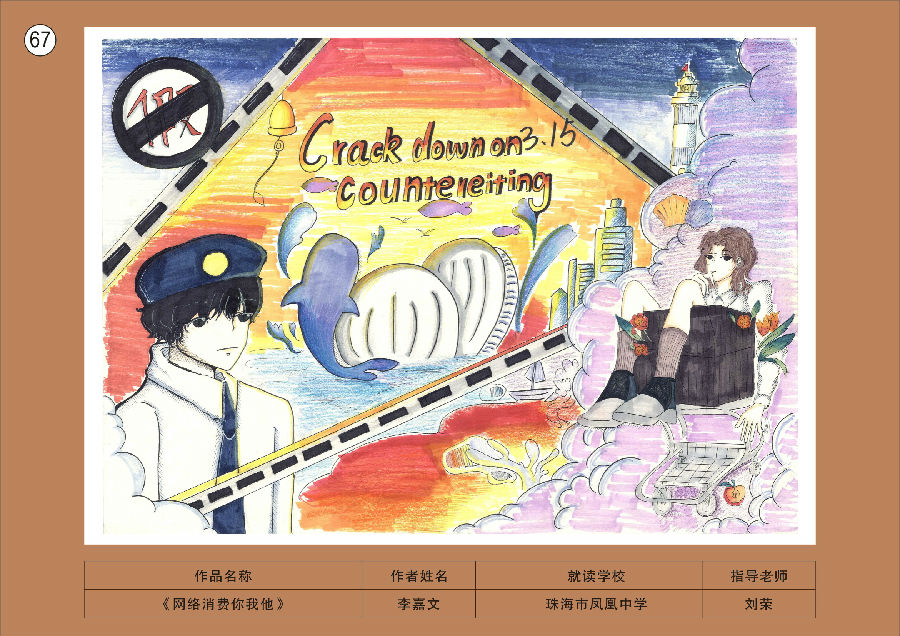 67
假
Crack down on 3.15
countereiting
作品名称 作者姓名 就读学校 指导老师
《网络消费你我他》 李嘉文 珠海市凤凰中学 刘荣